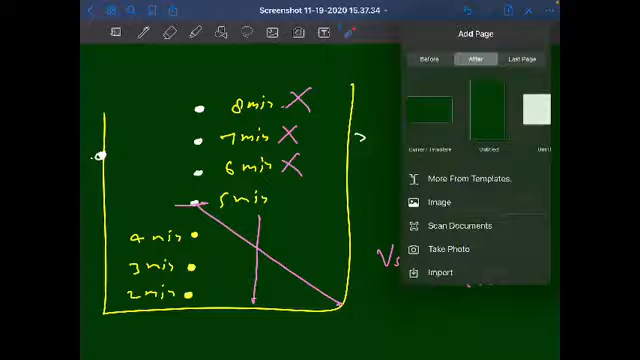 Screenshot 11-19-2020 15.37.34
Add Page
Before After Last Page
Untitled
More From Templates.
Image
Scan Documents
Take Photo
Import
8 min X
7 min X
6 min X
5 min
4 min
3 min
2 min